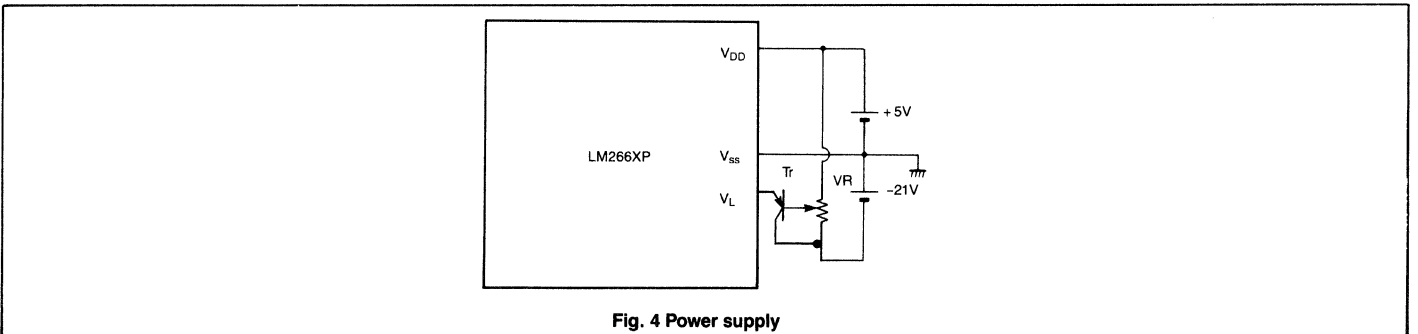 V_DD
+5V
LM266XP
V_ss
Tr
VR
-21V
V_L
Fig. 4 Power supply